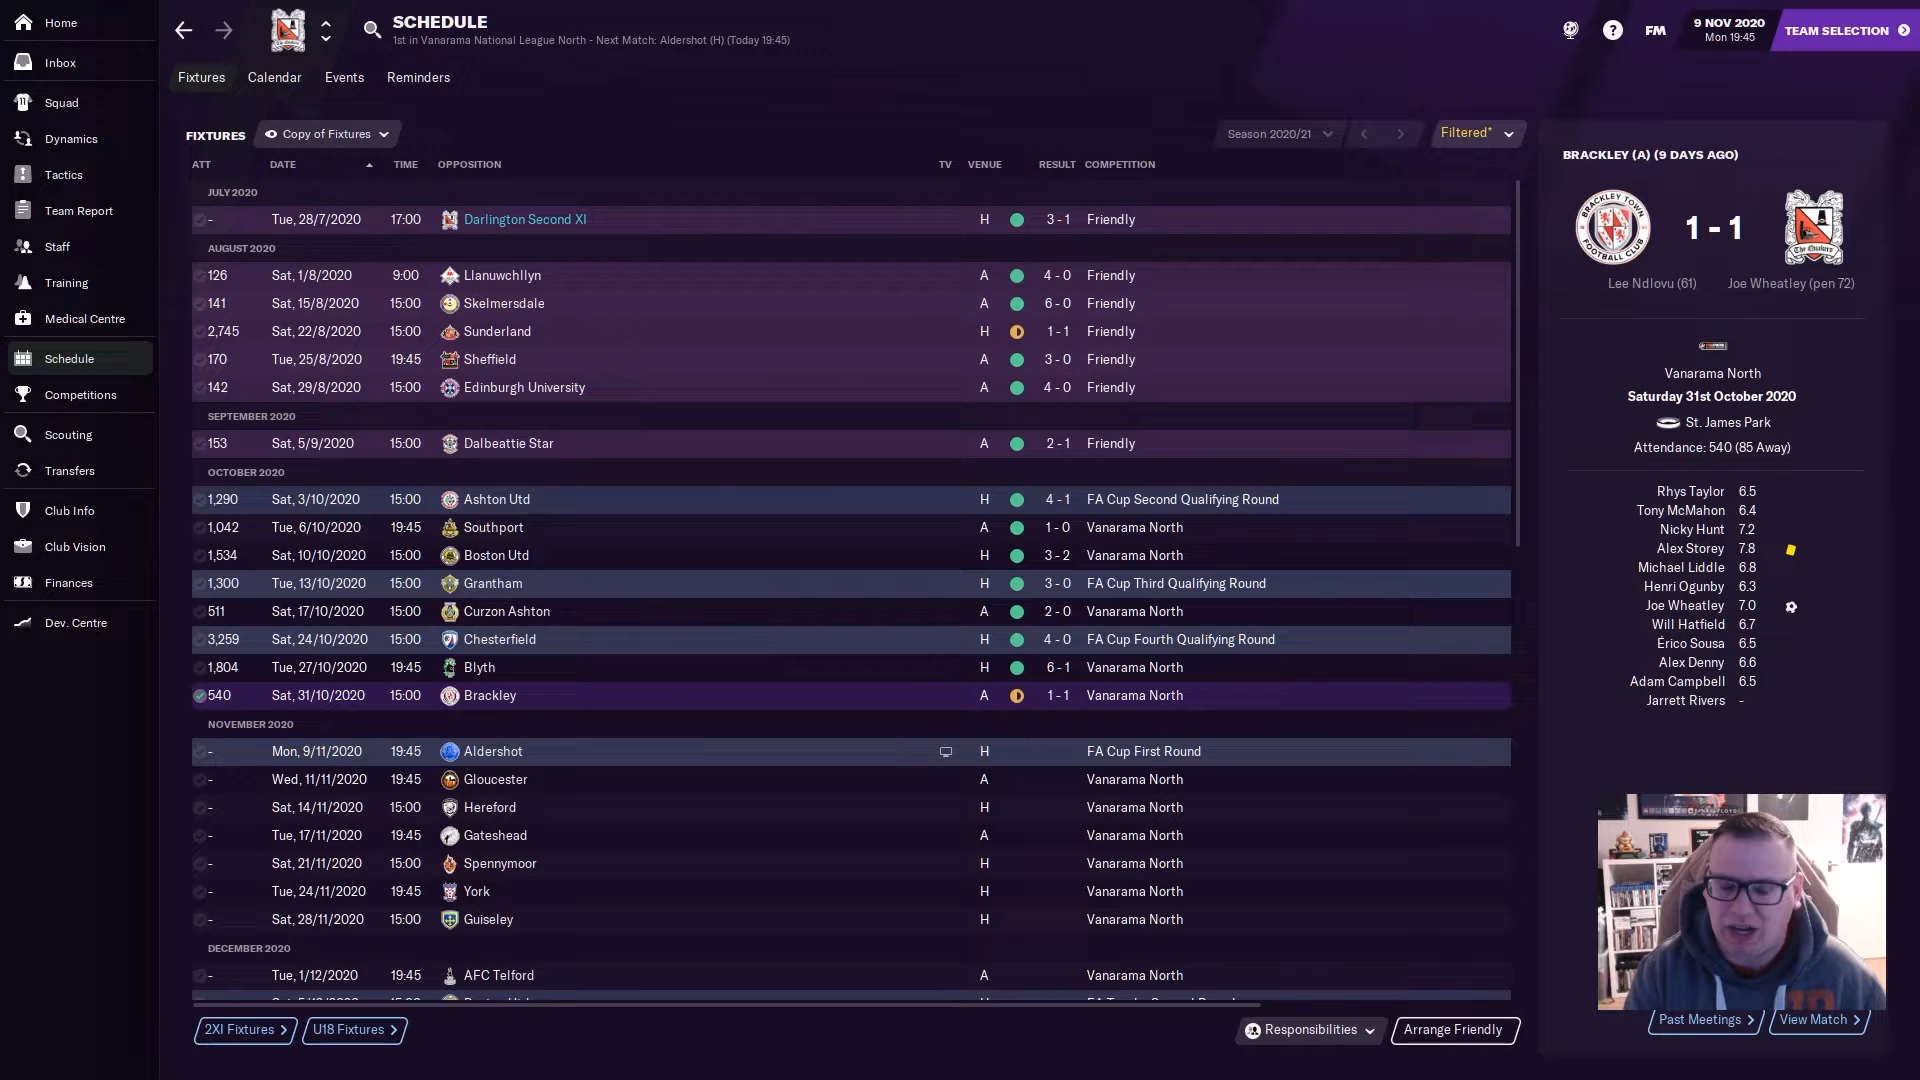 Home
Inbox
Squad
Dynamics
Tactics
Team Report
Staff
Training
Medical Centre
Schedule
Competitions
Scouting
Transfers
Club Info
Club Vision
Finances
Dev. Centre
SCHEDULE
1st in Vanarama National League North - Next Match: Aldershot (H) (Today 19:45)
FM
9 NOV 2020
Mon 19:45
TEAM SELECTION
Fixtures Calendar Events Reminders
FIXTURES Copy of Fixtures Season 2020/21 Filtered*
ATT DATE TIME OPPOSITION TV VENUE RESULT COMPETITION
JULY 2020
- Tue, 28/7/2020 17:00 Darlington Second XI H 3 - 1 Friendly
AUGUST 2020
126 Sat, 1/8/2020 9:00 Llanuwchllyn A 4 - 0 Friendly
141 Sat, 15/8/2020 15:00 Skelmersdale A 6 - 0 Friendly
2,745 Sat, 22/8/2020 15:00 Sunderland H 1 - 1 Friendly
170 Tue, 25/8/2020 19:45 Sheffield A 3 - 0 Friendly
142 Sat, 29/8/2020 15:00 Edinburgh University A 4 - 0 Friendly
SEPTEMBER 2020
153 Sat, 5/9/2020 15:00 Dalbeattie Star A 2 - 1 Friendly
OCTOBER 2020
1,290 Sat, 3/10/2020 15:00 Ashton Utd H 4 - 1 FA Cup Second Qualifying Round
1,042 Tue, 6/10/2020 19:45 Southport A 1 - 0 Vanarama North
1,534 Sat, 10/10/2020 15:00 Boston Utd H 3 - 2 Vanarama North
1,300 Tue, 13/10/2020 15:00 Grantham H 3 - 0 FA Cup Third Qualifying Round
511 Sat, 17/10/2020 15:00 Curzon Ashton A 2 - 0 Vanarama North
3,259 Sat, 24/10/2020 15:00 Chesterfield H 4 - 0 FA Cup Fourth Qualifying Round
1,804 Tue, 27/10/2020 19:45 Blyth H 6 - 1 Vanarama North
540 Sat, 31/10/2020 15:00 Brackley A 1 - 1 Vanarama North
NOVEMBER 2020
- Mon, 9/11/2020 19:45 Aldershot H FA Cup First Round
- Wed, 11/11/2020 19:45 Gloucester A Vanarama North
- Sat, 14/11/2020 15:00 Hereford H Vanarama North
- Tue, 17/11/2020 19:45 Gateshead A Vanarama North
- Sat, 21/11/2020 15:00 Spennymoor H Vanarama North
- Tue, 24/11/2020 19:45 York H Vanarama North
- Sat, 28/11/2020 15:00 Guiseley H Vanarama North
DECEMBER 2020
- Tue, 1/12/2020 19:45 AFC Telford A Vanarama North
2XI Fixtures U18 Fixtures Responsibilities Arrange Friendly
BRACKLEY (A) (9 DAYS AGO)
BRACKLEY TOWN
FOOTBALL CLUB
1 - 1
The Quakers
Lee Ndlovu (61) Joe Wheatley (pen 72)
Vanarama North
Saturday 31st October 2020
St. James Park
Attendance: 540 (85 Away)
Rhys Taylor 6.5
Tony McMahon 6.4
Nicky Hunt 7.2
Alex Storey 7.8
Michael Liddle 6.8
Henri Ogunby 6.3
Joe Wheatley 7.0
Will Hatfield 6.7
Érico Sousa 6.5
Alex Denny 6.6
Adam Campbell 6.5
Jarrett Rivers -
Past Meetings View Match